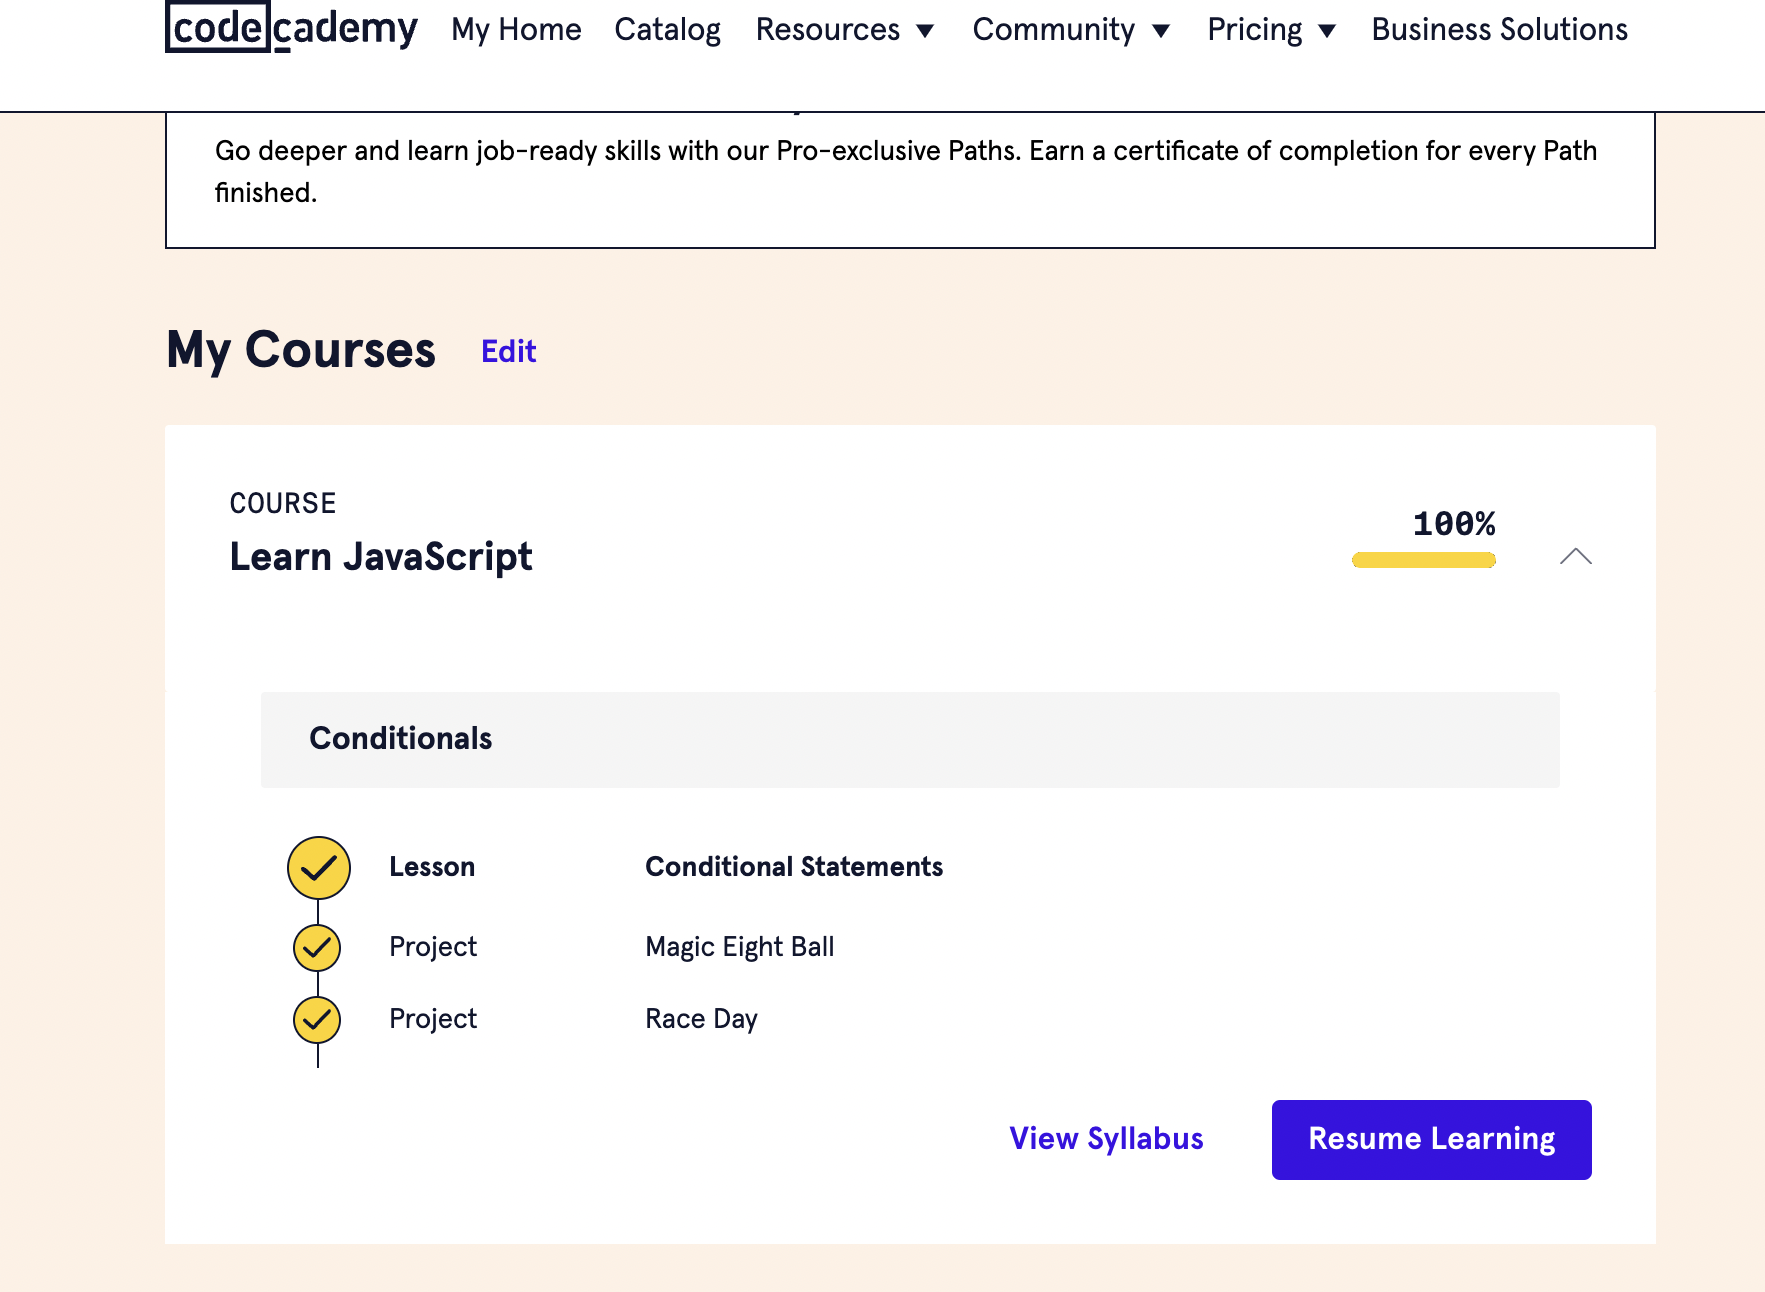 codecademy My Home Catalog Resources Community Pricing Business Solutions
Go deeper and learn job-ready skills with our Pro-exclusive Paths. Earn a certificate of completion for every Path
finished.
My Courses Edit
COURSE
100%
Learn JavaScript
Conditionals
Lesson Conditional Statements
Project Magic Eight Ball
Project Race Day
View Syllabus Resume Learning